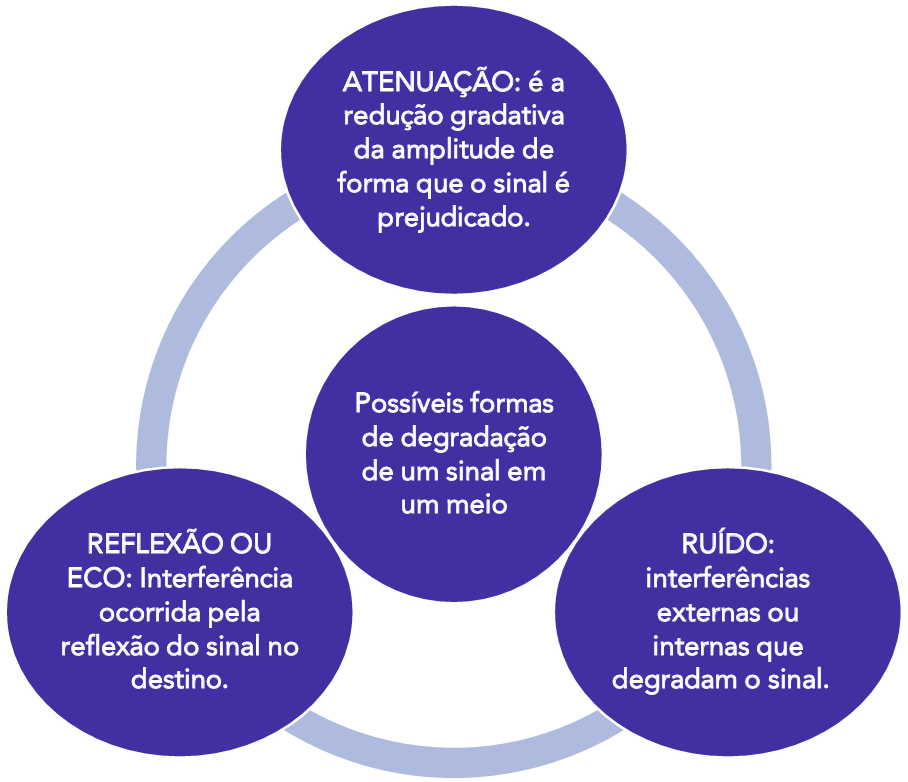 ATENUAÇÃO: é a
redução gradativa
da amplitude de
forma que o sinal é
prejudicado.
Possíveis formas
de degradação
de um sinal em
um meio
REFLEXÃO OU
ECO: Interferência
ocorrida pela
reflexão do sinal no
destino.
RUÍDO:
interferências
externas ou
internas que
degradam o sinal.